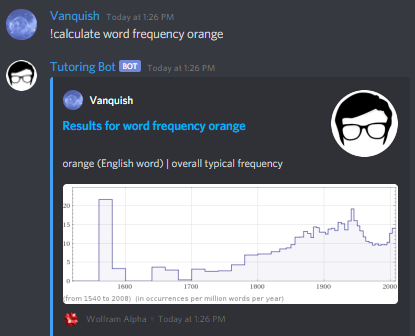 Vanquish Today at 1:26 PM
!calculate word frequency orange
Tutoring Bot BOT Today at 1:26 PM
Vanquish
Results for word frequency orange
orange (English word) | overall typical frequency
20
15
10
5
0
1600 1700 1800 1900 2000
(from 1540 to 2008) (in occurrences per million words per year)
Wolfram Alpha • Today at 1:26 PM